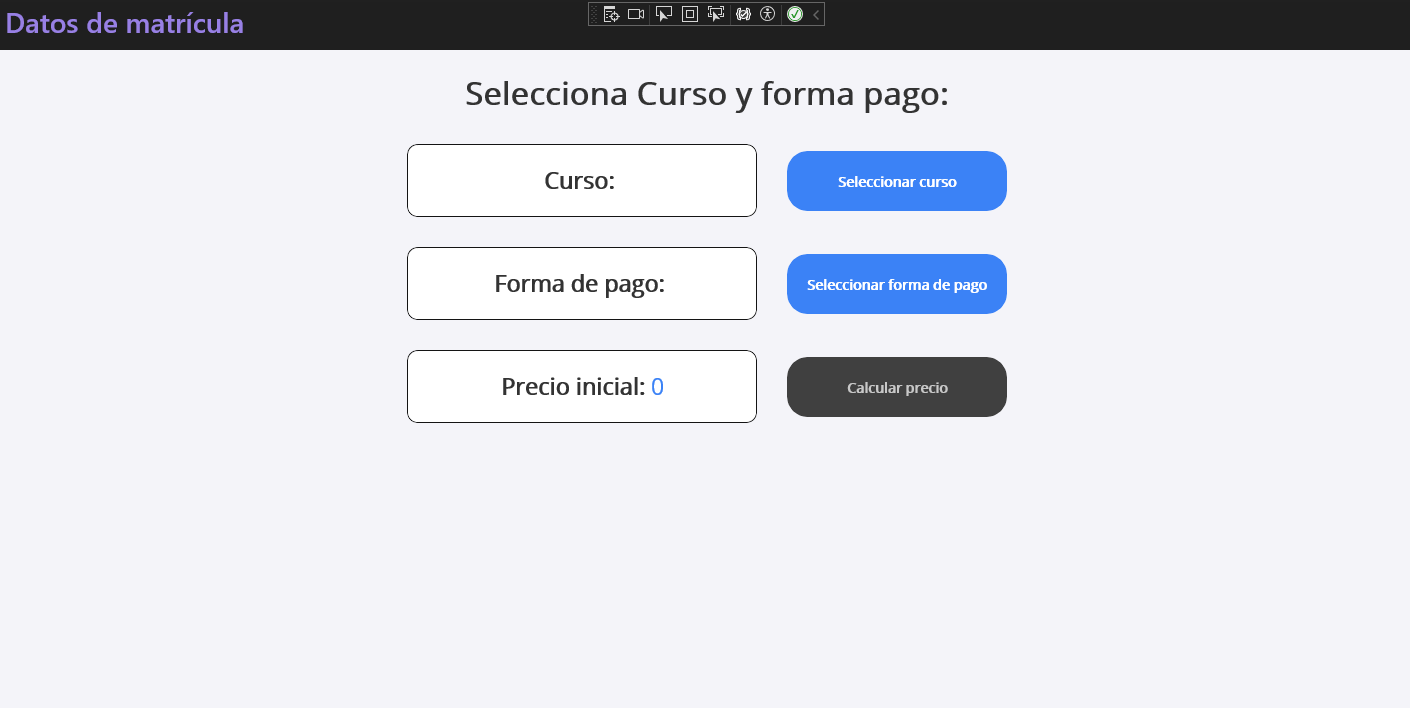 Datos de matrícula
Selecciona Curso y forma pago:
Curso:
Seleccionar curso
Forma de pago:
Seleccionar forma de pago
Precio inicial: 0
Calcular precio